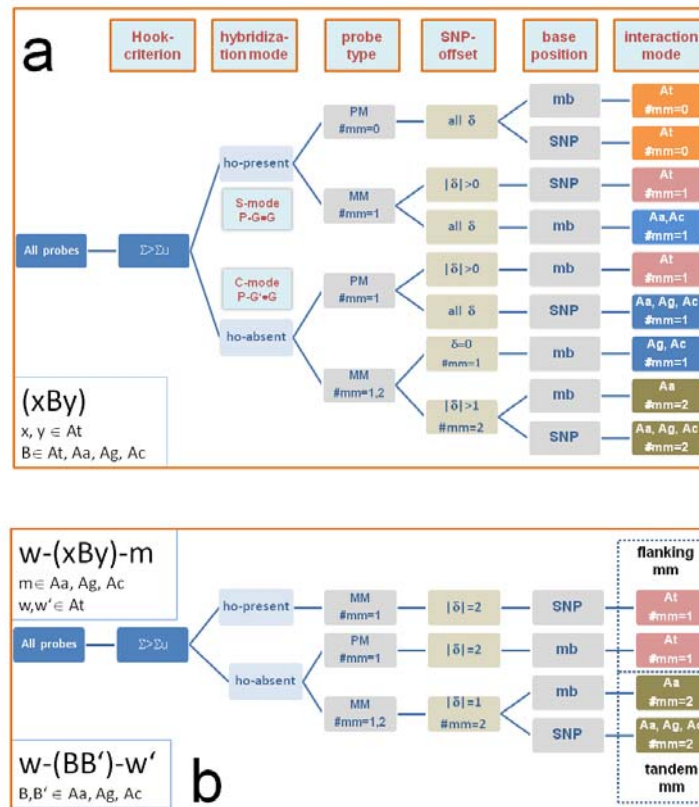 a
Hook-criterion
hybridiza-tion mode
probe type
SNP-offset
base position
interaction mode
All probes
ho-present
S-mode
P-G•G
C-mode
P-G'•G
ho-absent
PM
#mm=0
MM
#mm=1
PM
#mm=1
MM
#mm=1,2
all δ
|δ|>0
all δ
|δ|>0
all δ
δ=0
#mm=1
|δ|>1
#mm=2
mb
SNP
SNP
mb
mb
SNP
mb
mb
SNP
At
#mm=0
At
#mm=0
At
#mm=1
Aa,Ac
#mm=1
At
#mm=1
Aa, Ag, Ac
#mm=1
Ag, Ac
#mm=1
Aa
#mm=2
Aa, Ag, Ac
#mm=2
(xBy)
x, y ∈ At
B∈ At, Aa, Ag, Ac
w-(xBy)-m
m∈ Aa, Ag, Ac
w,w' ∈ At
All probes
ho-present
ho-absent
MM
#mm=1
PM
#mm=1
MM
#mm=1,2
|δ|=2
|δ|=2
|δ|=1
#mm=2
SNP
mb
mb
SNP
flanking
mm
At
#mm=1
At
#mm=1
Aa
#mm=2
Aa, Ag, Ac
#mm=2
tandem
mm
w-(BB')-w'
B,B' ∈ Aa, Ag, Ac
b